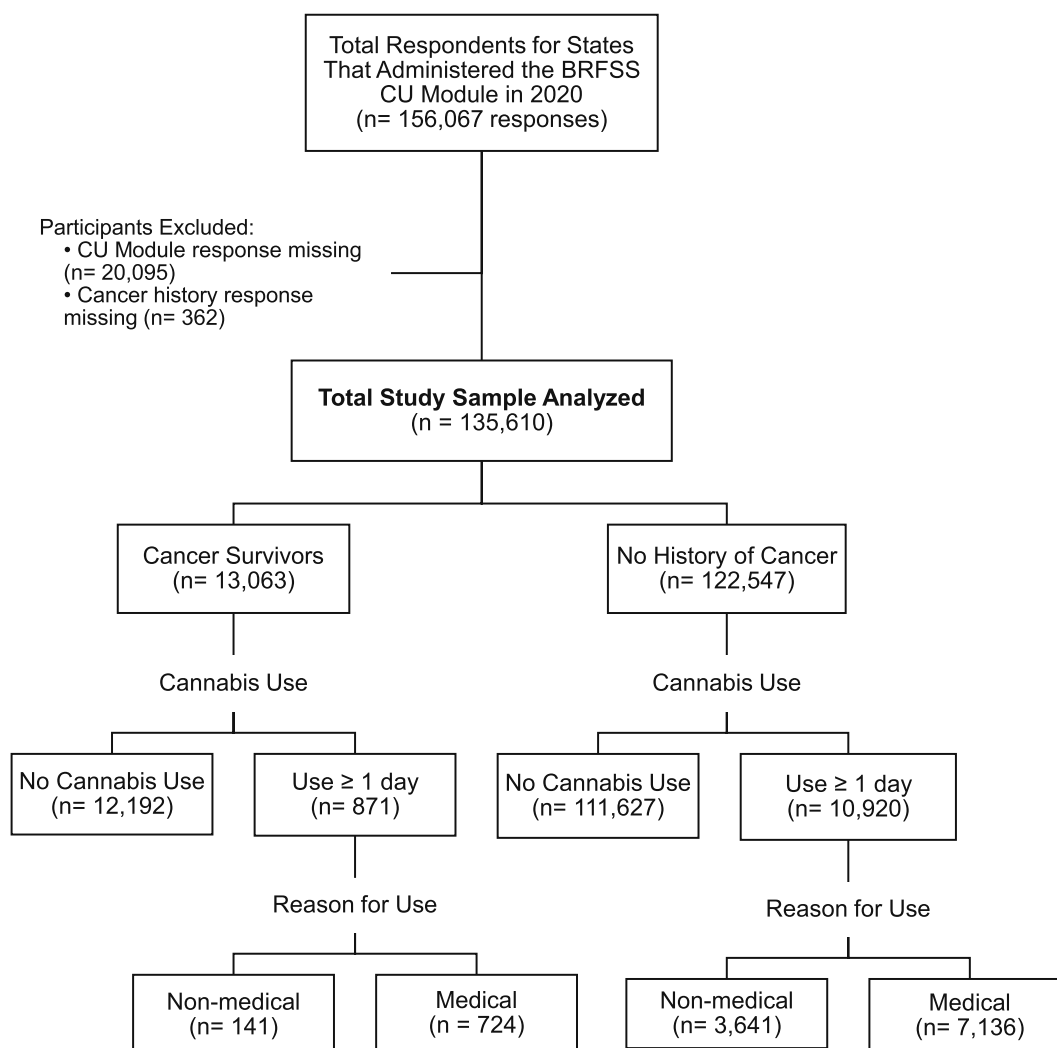 Total Respondents for States
That Administered the BRFSS
CU Module in 2020
(n= 156,067 responses)
Participants Excluded:
• CU Module response missing
(n= 20,095)
• Cancer history response
missing (n= 362)
Total Study Sample Analyzed
(n = 135,610)
Cancer Survivors
(n= 13,063)
No History of Cancer
(n= 122,547)
Cannabis Use
Cannabis Use
No Cannabis Use
(n= 12,192)
Use ≥ 1 day
(n= 871)
No Cannabis Use
(n= 111,627)
Use ≥ 1 day
(n= 10,920)
Reason for Use
Reason for Use
Non-medical
(n= 141)
Medical
(n = 724)
Non-medical
(n= 3,641)
Medical
(n= 7,136)